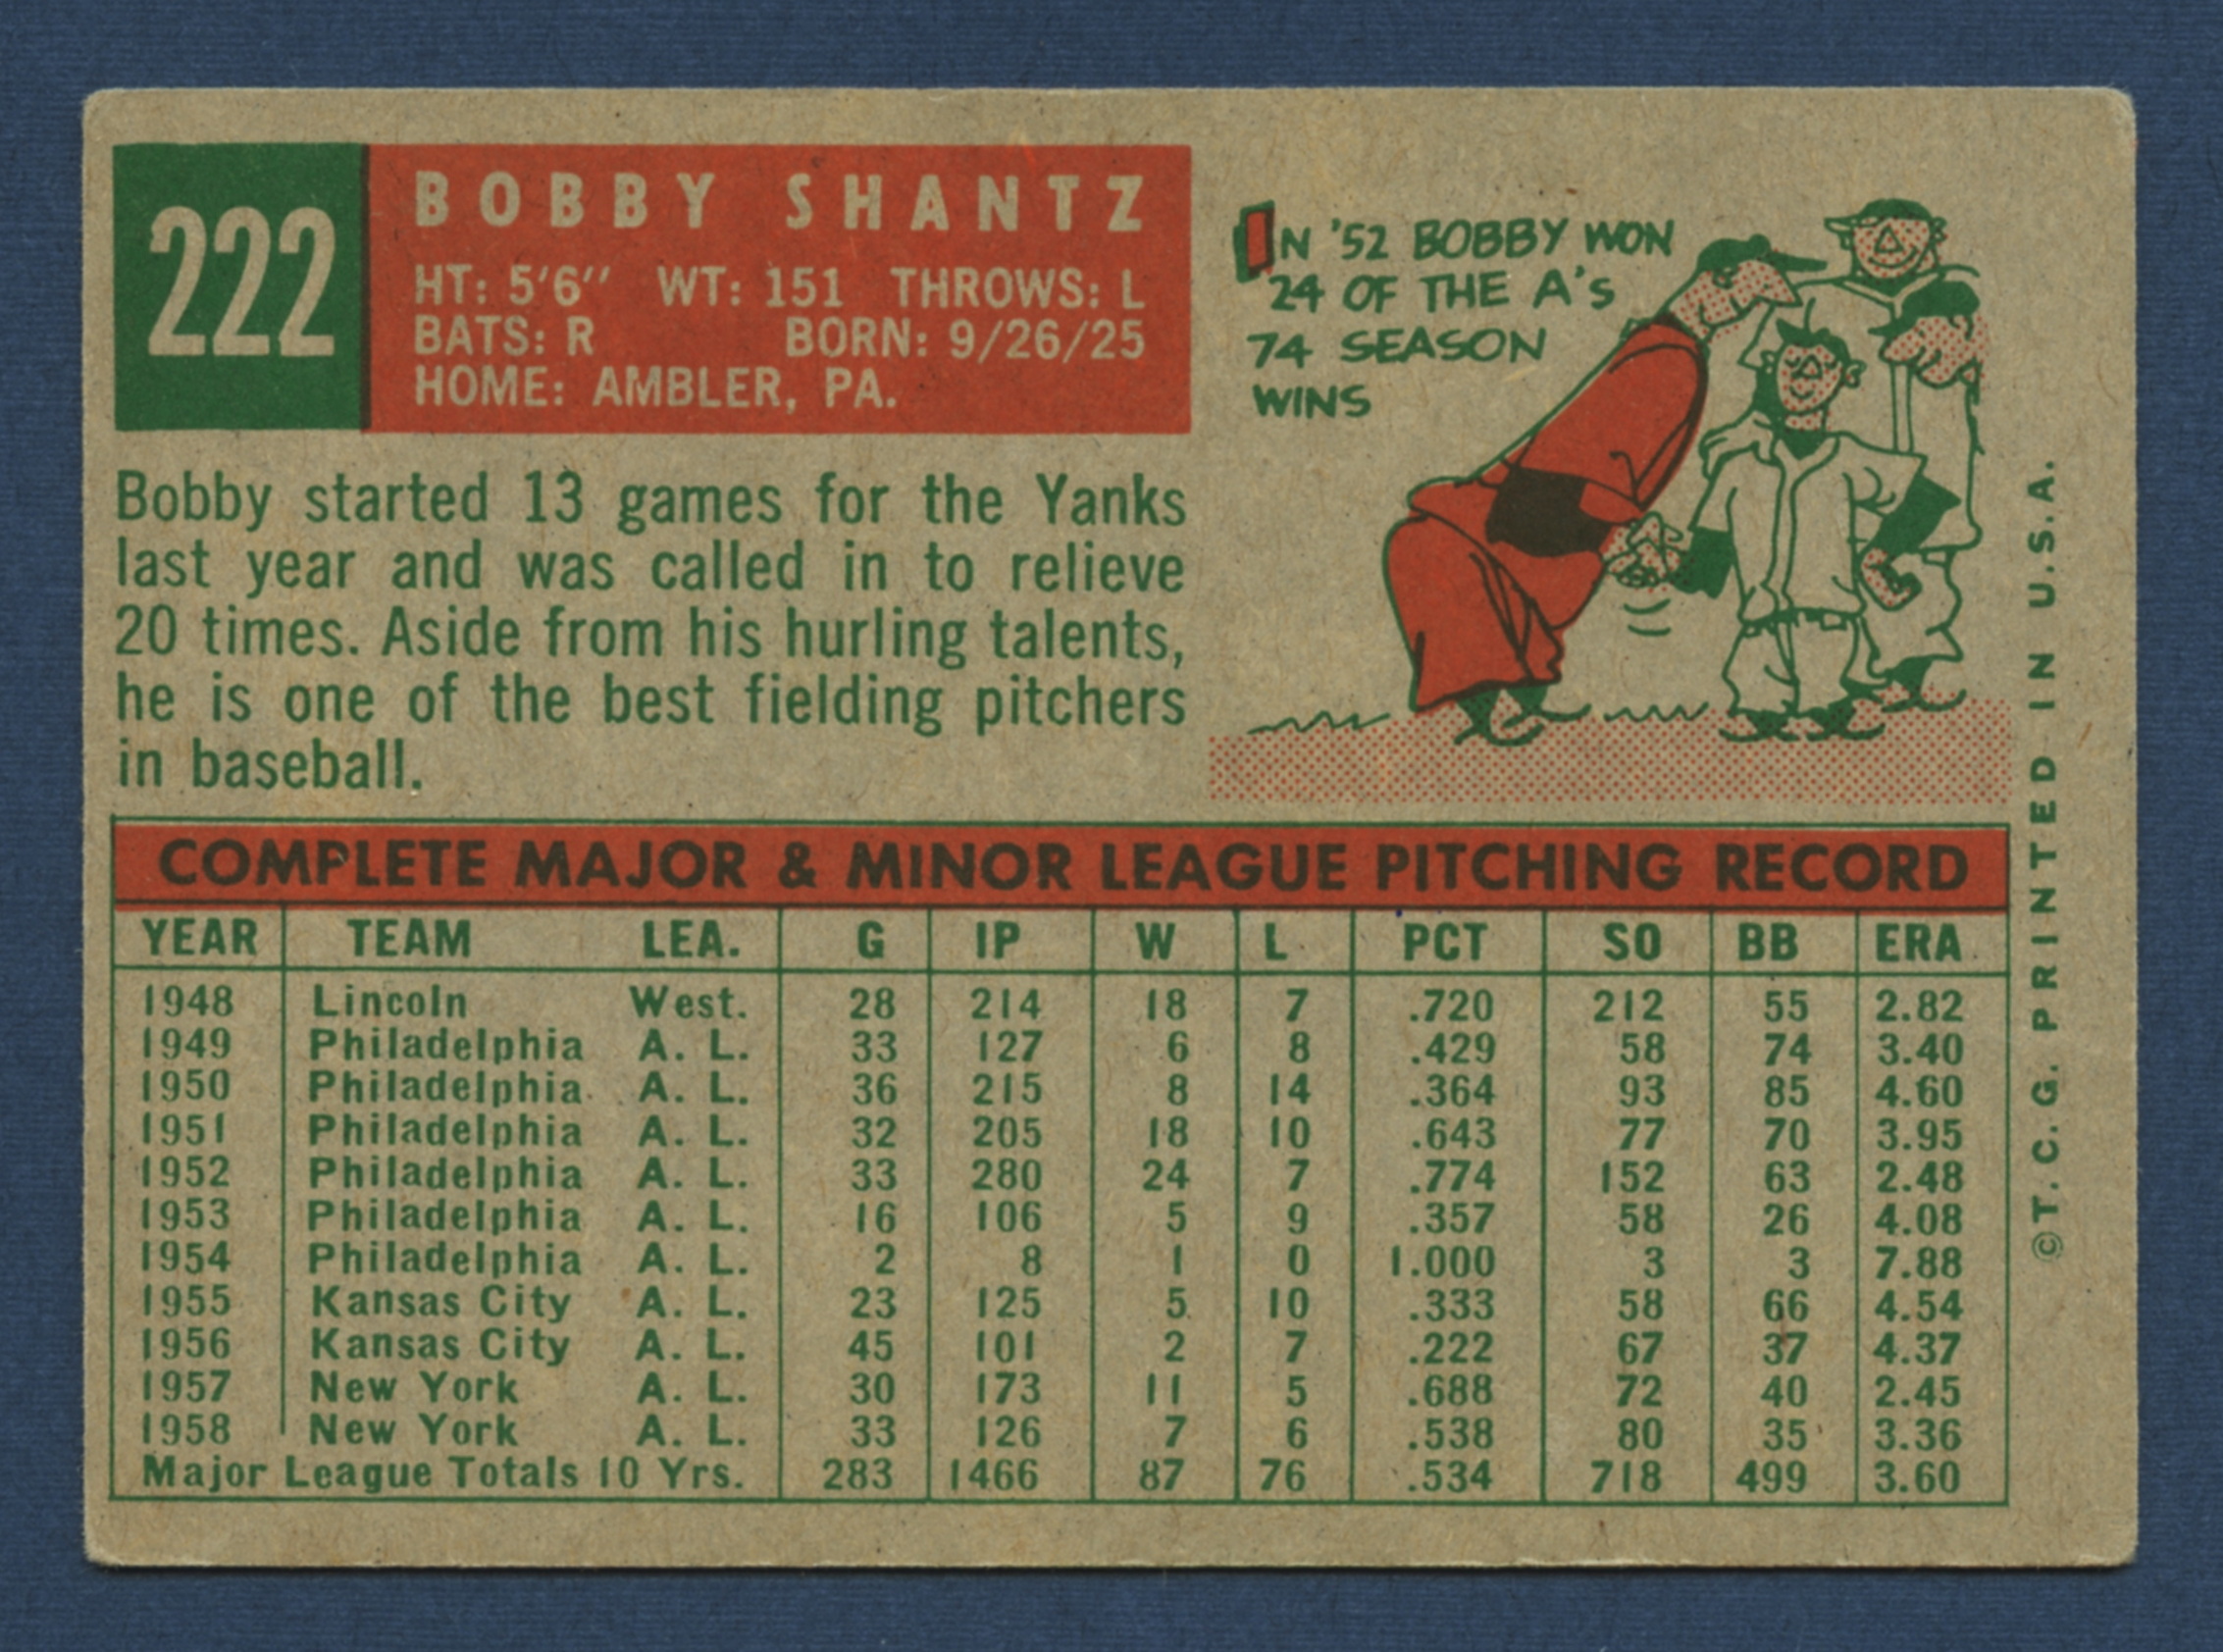 222
BOBBY SHANTZ
HT: 5'6" WT: 151 THROWS: L
BATS: R BORN: 9/26/25
HOME: AMBLER, PA.
IN '52 BOBBY WON
24 OF THE A'S
74 SEASON
WINS
Bobby started 13 games for the Yanks
last year and was called in to relieve
20 times. Aside from his hurling talents,
he is one of the best fielding pitchers
in baseball.
COMPLETE MAJOR & MINOR LEAGUE PITCHING RECORD
YEAR TEAM LEA. G IP W L PCT SO BB ERA
1948 Lincoln West. 28 214 18 7 .720 212 55 2.82
1949 Philadelphia A. L. 33 127 6 8 .429 58 74 3.40
1950 Philadelphia A. L. 36 215 8 14 .364 93 85 4.60
1951 Philadelphia A. L. 32 205 18 10 .643 77 70 3.95
1952 Philadelphia A. L. 33 280 24 7 .774 152 63 2.48
1953 Philadelphia A. L. 16 106 5 9 .357 58 26 4.08
1954 Philadelphia A. L. 2 8 1 0 1.000 3 3 7.88
1955 Kansas City A. L. 23 125 5 10 .333 58 66 4.54
1956 Kansas City A. L. 45 101 2 7 .222 67 37 4.37
1957 New York A. L. 30 173 11 5 .688 72 40 2.45
1958 New York A. L. 33 126 7 6 .538 80 35 3.36
Major League Totals 10 Yrs. 283 1466 87 76 .534 718 499 3.60
©T. C. G. PRINTED IN U.S.A.